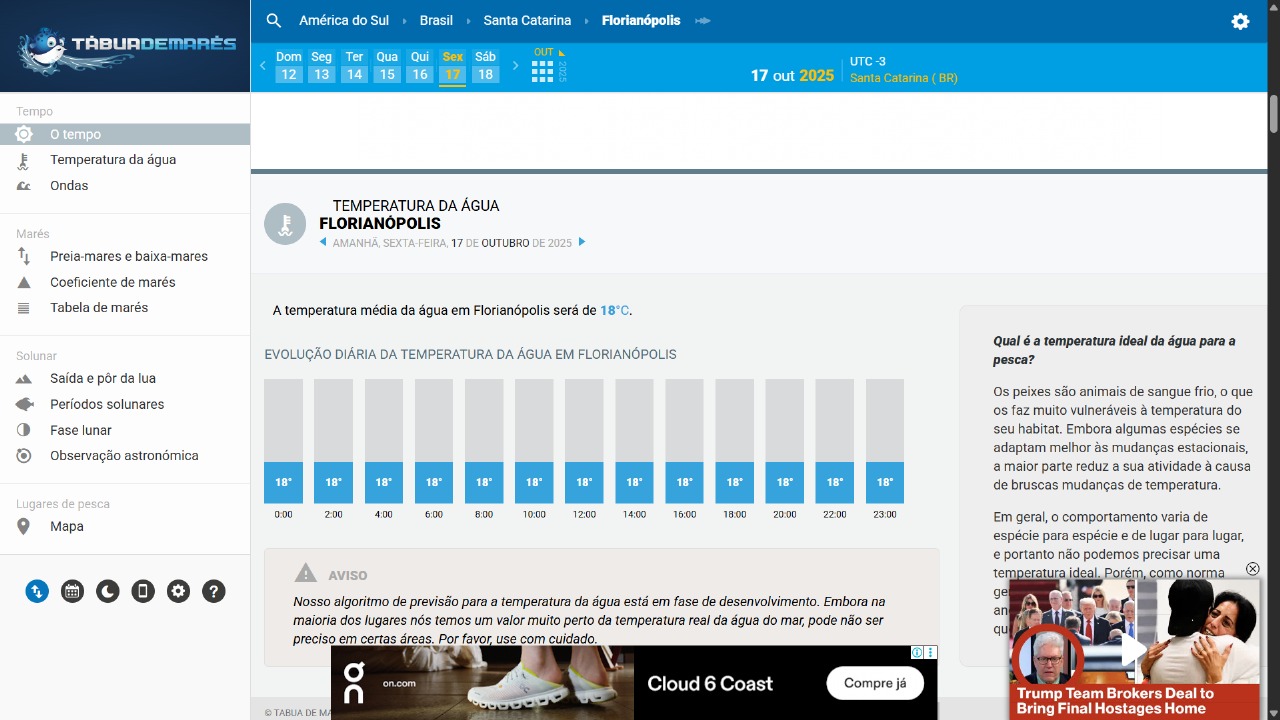 TÁBUADEMARÉS
América do Sul
Brasil
Santa Catarina
Florianópolis
Dom Seg Ter Qua Qui Sex Sáb
12 13 14 15 16 17 18
OUT
2025
17 out 2025
UTC -3
Santa Catarina ( BR)
Tempo
O tempo
Temperatura da água
Ondas
Marés
Preia-mares e baixa-mares
Coeficiente de marés
Tabela de marés
Solunar
Saída e pôr da lua
Períodos solunares
Fase lunar
Observação astronómica
Lugares de pesca
Mapa
?
TEMPERATURA DA ÁGUA
FLORIANÓPOLIS
AMANHÃ, SEXTA-FEIRA, 17 DE OUTUBRO DE 2025
A temperatura média da água em Florianópolis será de 18°C.
EVOLUÇÃO DIÁRIA DA TEMPERATURA DA ÁGUA EM FLORIANÓPOLIS
18° 18° 18° 18° 18° 18° 18° 18° 18° 18° 18° 18° 18°
0:00 2:00 4:00 6:00 8:00 10:00 12:00 14:00 16:00 18:00 20:00 22:00 23:00
AVISO
Nosso algoritmo de previsão para a temperatura da água está em fase de desenvolvimento. Embora na
maioria dos lugares nós temos um valor muito perto da temperatura real da água do mar, pode não ser
preciso em certas áreas. Por favor, use com cuidado.
Qual é a temperatura ideal da água para a
pesca?
Os peixes são animais de sangue frio, o que
os faz muito vulneráveis à temperatura do
seu habitat. Embora algumas espécies se
adaptam melhor às mudanças estacionais,
a maior parte reduz a sua atividade à causa
de bruscas mudanças de temperatura.
Em geral, o comportamento varia de
espécie para espécie e de lugar para lugar,
e portanto não podemos precisar uma
temperatura ideal. Porém, como norma
on
on.com
Cloud 6 Coast
Compre já
Trump Team Brokers Deal to
Bring Final Hostages Home
© TABUA DE